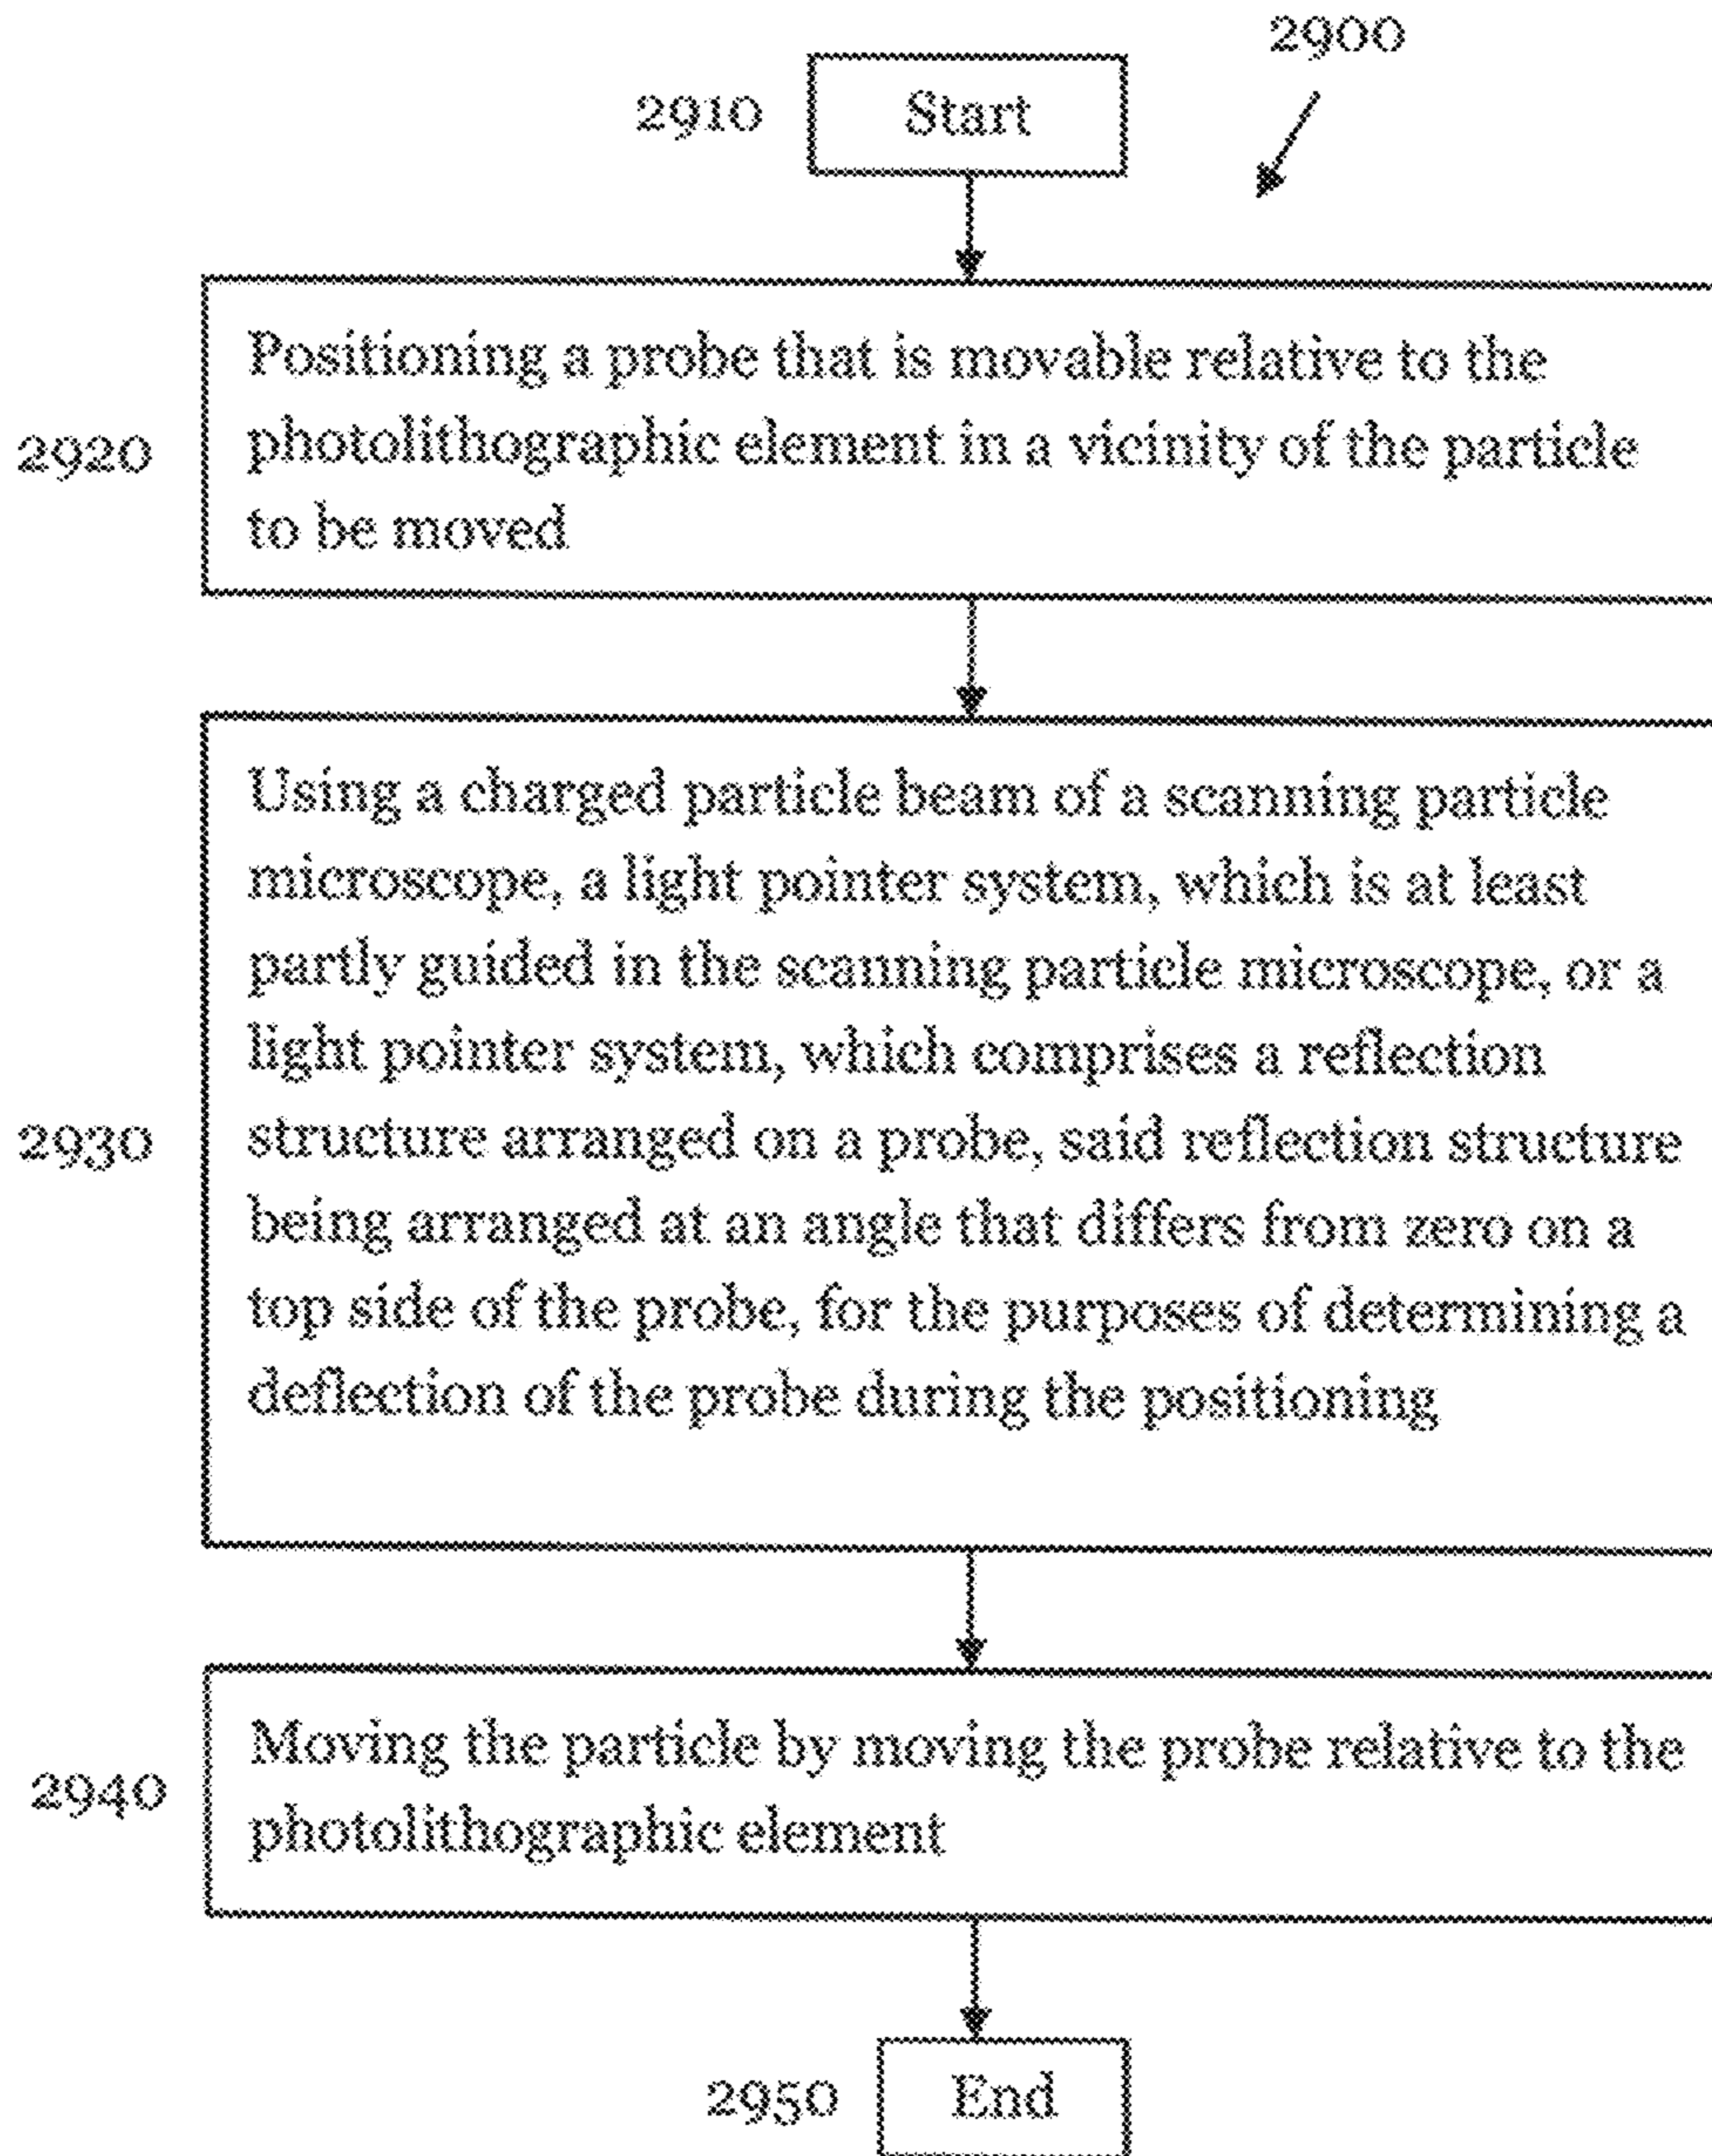 2900
2910 Start
2920
Positioning a probe that is movable relative to the
photolithographic element in a vicinity of the particle
to be moved
2930
Using a charged particle beam of a scanning particle
microscope, a light pointer system, which is at least
partly guided in the scanning particle microscope, or a
light pointer system, which comprises a reflection
structure arranged on a probe, said reflection structure
being arranged at an angle that differs from zero on a
top side of the probe, for the purposes of determining a
deflection of the probe during the positioning
2940
Moving the particle by moving the probe relative to the
photolithographic element
2950 End